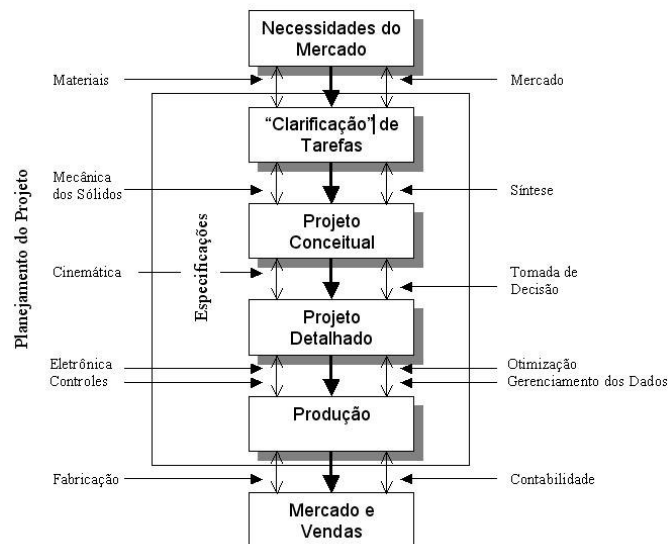 Necessidades do
Mercado
Materiais
Mercado
“Clarificação” de
Tarefas
Mecânica
dos Sólidos
Síntese
Planejamento do Projeto
Especificações
Projeto
Conceitual
Cinemática
Tomada de
Decisão
Projeto
Detalhado
Eletrônica
Controles
Otimização
Gerenciamento dos Dados
Produção
Fabricação
Contabilidade
Mercado e
Vendas